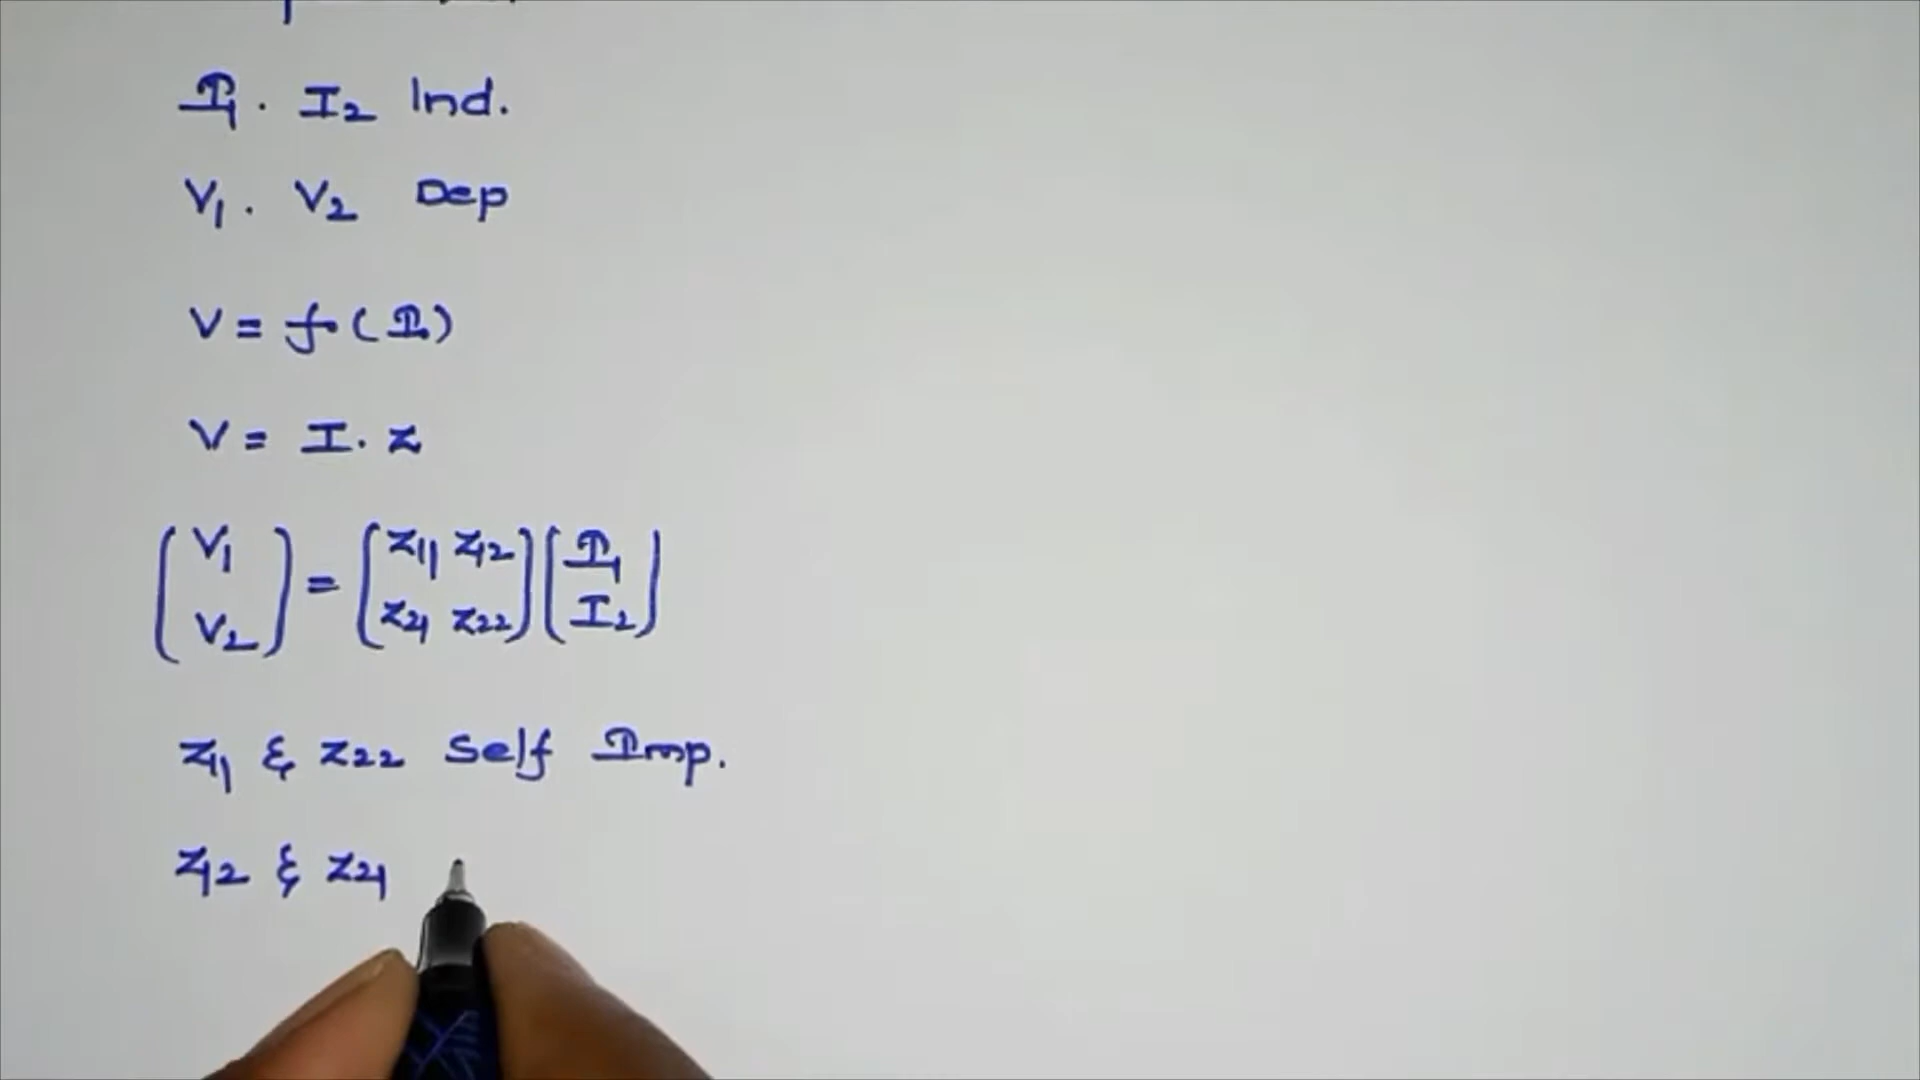 I1 . I2 Ind.
V1 . V2 Dep
V = f(I)
V = I . z
[V1 V2] = [z11 z12 z21 z22] [I1 I2]
z11 & z22 Self Imp.
z12 & z21